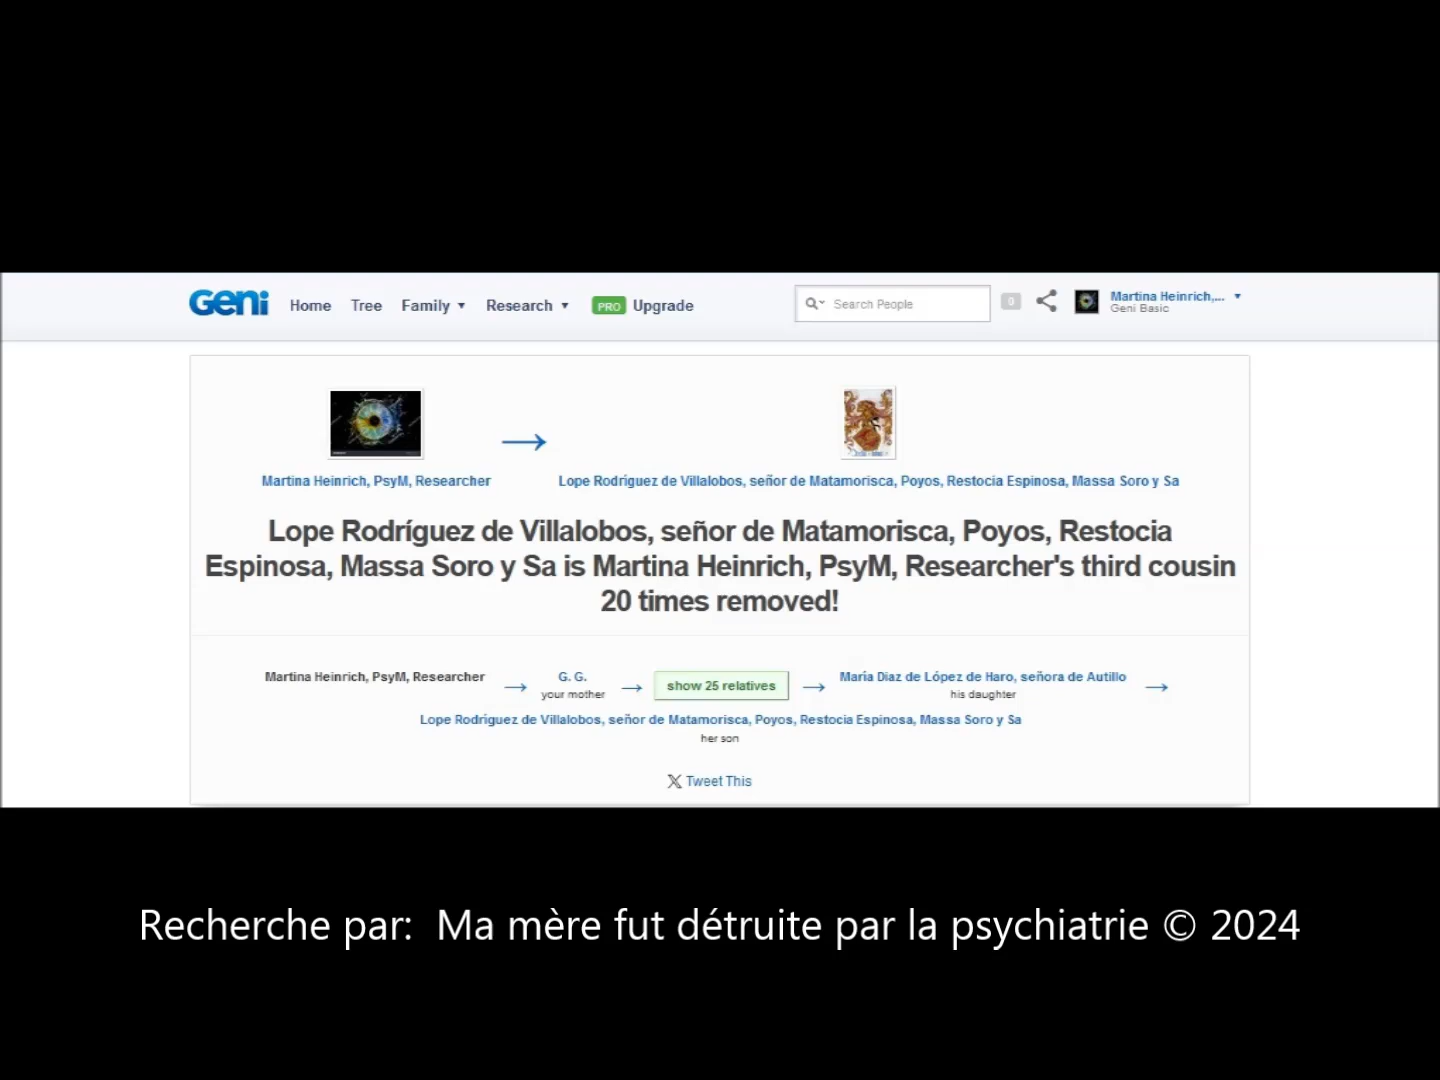 Geni Home Tree Family Research PRO Upgrade Search People 0 Martina Heinrich,...
Geni Basic
Martina Heinrich, PsyM, Researcher Lope Rodríguez de Villalobos, señor de Matamorisca, Poyos, Restocia Espinosa, Massa Soro y Sa
Lope Rodríguez de Villalobos, señor de Matamorisca, Poyos, Restocia
Espinosa, Massa Soro y Sa is Martina Heinrich, PsyM, Researcher's third cousin
20 times removed!
Martina Heinrich, PsyM, Researcher → G. G. → show 25 relatives → María Diaz de López de Haro, señora de Autillo →
your mother his daughter
Lope Rodríguez de Villalobos, señor de Matamorisca, Poyos, Restocia Espinosa, Massa Soro y Sa
her son
Tweet This
Recherche par: Ma mère fut détruite par la psychiatrie © 2024